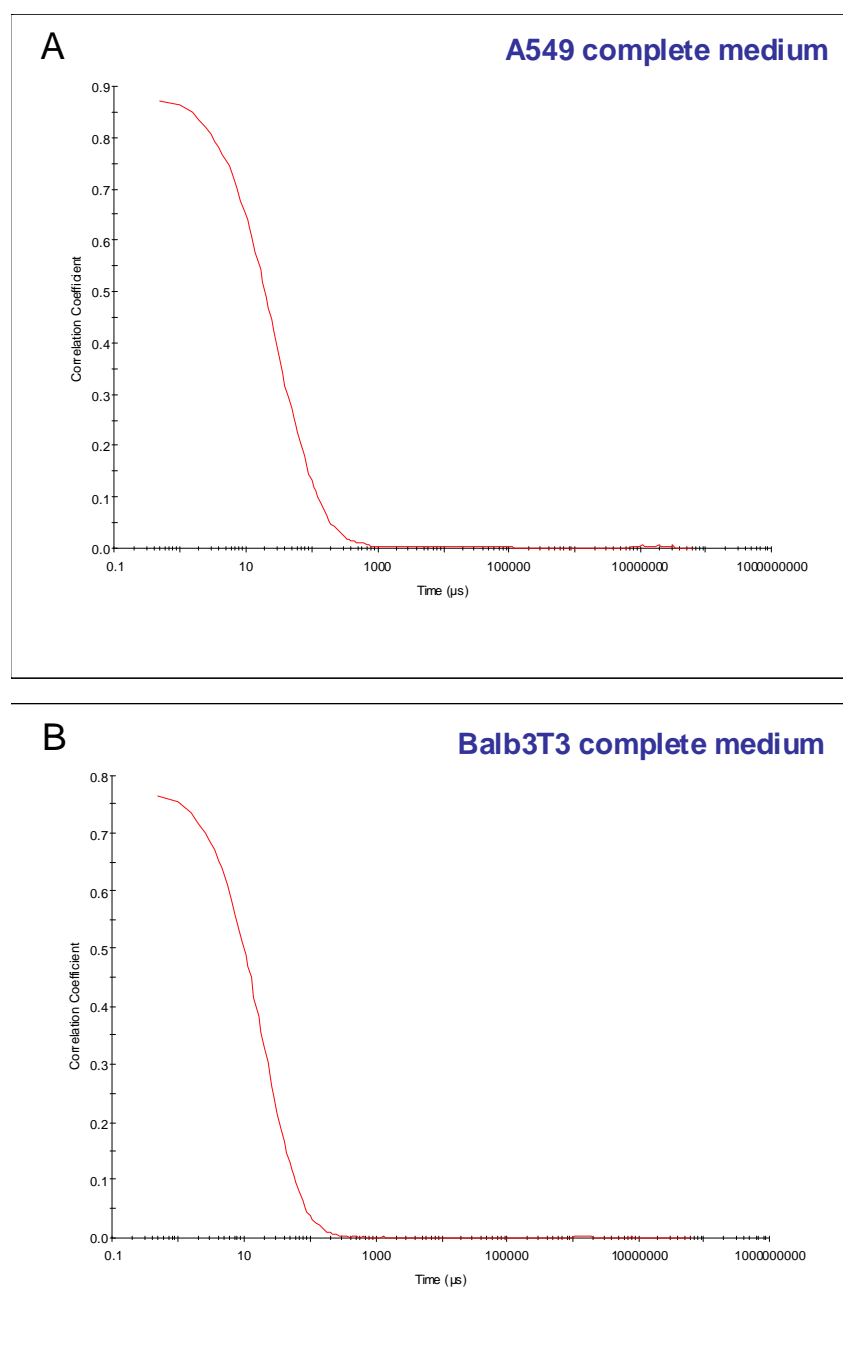 A
A549 complete medium
0.9
0.8
0.7
0.6
0.5
0.4
0.3
0.2
0.1
0.0
Correlation Coefficient
0.1 10 1000 100000 10000000 1000000000
Time (µs)
B
Balb3T3 complete medium
0.8
0.7
0.6
0.5
0.4
0.3
0.2
0.1
0.0
Correlation Coefficient
0.1 10 1000 100000 10000000 1000000000
Time (µs)